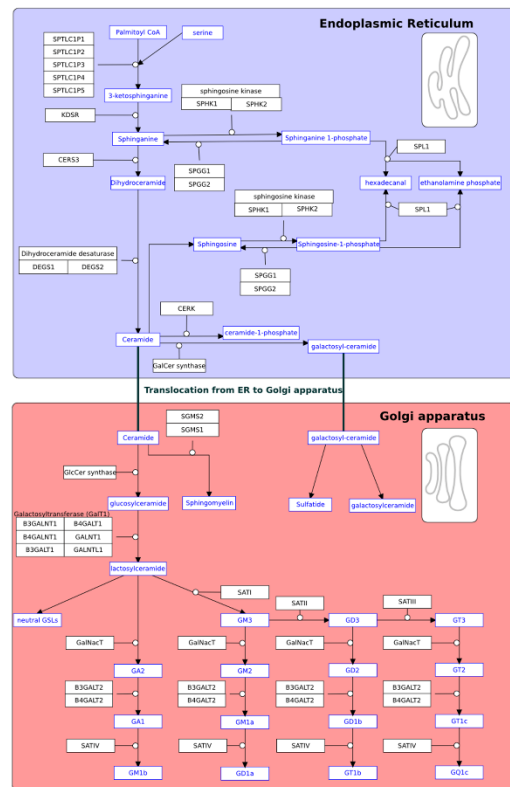 Endoplasmic Reticulum
Palmitoyl CoA
serine
SPTLC1P1
SPTLC1P2
SPTLC1P3
SPTLC1P4
SPTLC1P5
3-ketosphinganine
sphingosine kinase
SPHK1 SPHK2
KDSR
Sphinganine
Sphinganine 1-phosphate
SPL1
CERS3
SPGG1
SPGG2
Dihydroceramide
hexadecanal
ethanolamine phosphate
sphingosine kinase
SPHK1 SPHK2
SPL1
Sphingosine
Sphingosine-1-phosphate
Dihydroceramide desaturase
DEGS1 DEGS2
SPGG1
SPGG2
CERK
Ceramide
ceramide-1-phosphate
galactosyl-ceramide
GalCer synthase
Translocation from ER to Golgi apparatus
Golgi apparatus
SGMS2
SGMS1
Ceramide
galactosyl-ceramide
GlcCer synthase
glucosylceramide
Sphingomyelin
Sulfatide
galactosylceramide
Galactosyltransferase (GalT1)
B3GALNT1 B4GALT1
B4GALNT1 GALNT1
B3GALT1 GALNTL1
lactosylceramide
SATI
SATII
SATIII
neutral GSLs
GM3
GD3
GT3
GalNacT
GalNacT
GalNacT
GalNacT
GA2
GM2
GD2
GT2
B3GALT2
B4GALT2
B3GALT2
B4GALT2
B3GALT2
B4GALT2
B3GALT2
B4GALT2
GA1
GM1a
GD1b
GT1c
SATIV
SATIV
SATIV
SATIV
GM1b
GD1a
GT1b
GQ1c